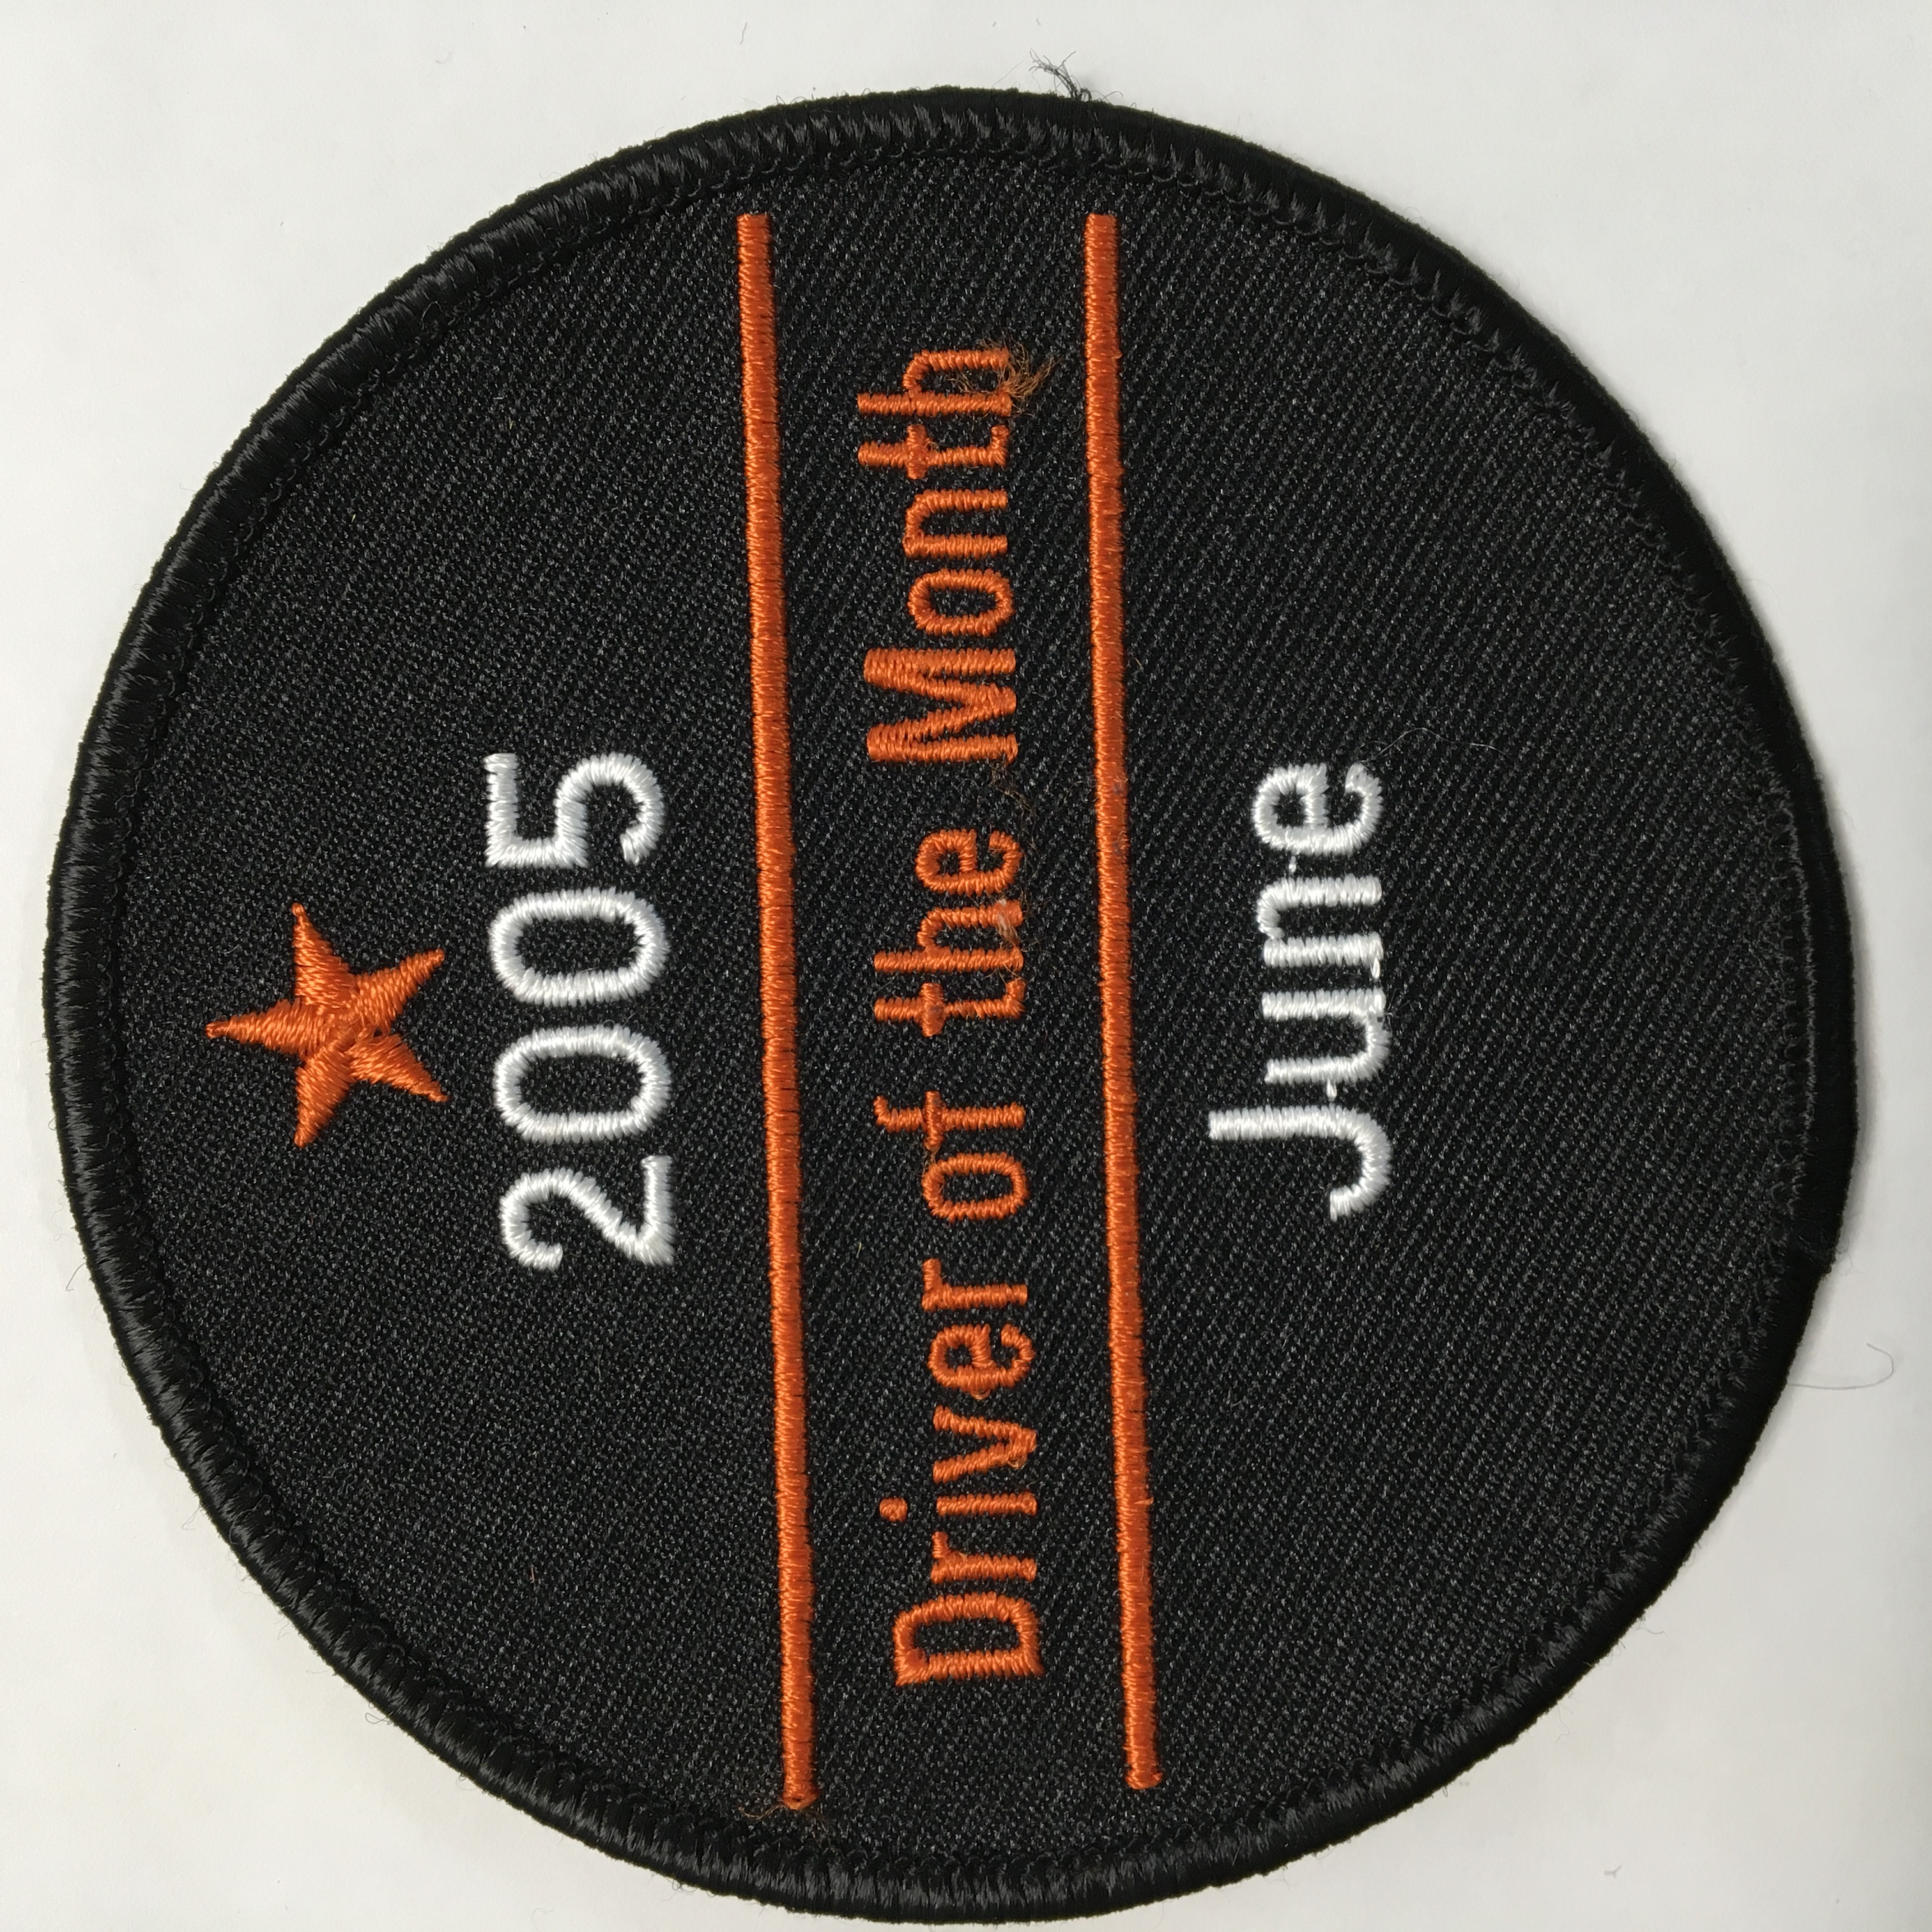 2005
Driver of the Month
June